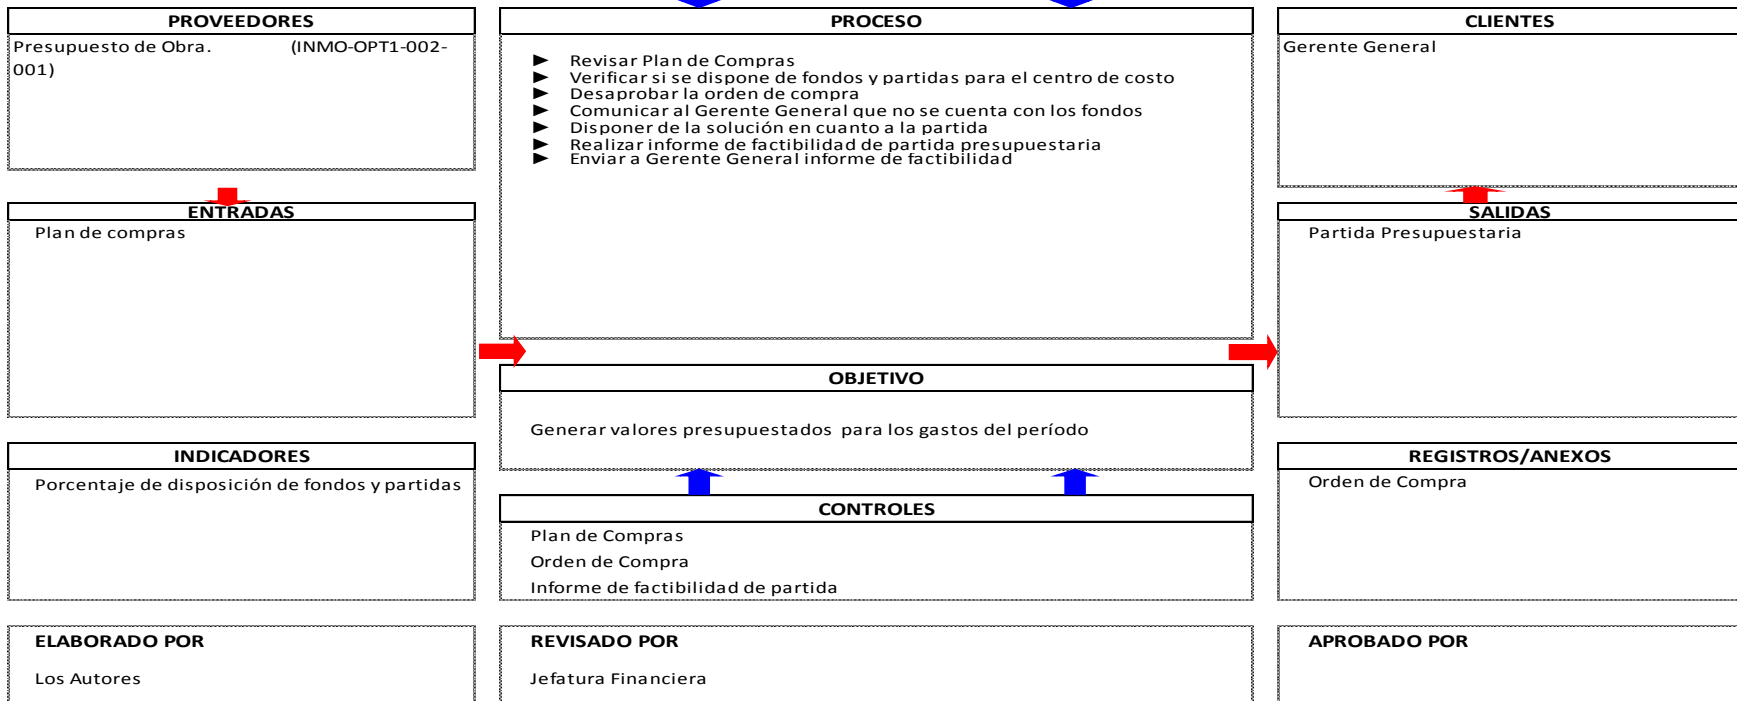 PROVEEDORES
Presupuesto de Obra. (INMO-OPT1-002-
001)
PROCESO
► Revisar Plan de Compras
► Verificar si se dispone de fondos y partidas para el centro de costo
► Desaprobar la orden de compra
► Comunicar al Gerente General que no se cuenta con los fondos
► Disponer de la solución en cuanto a la partida
► Realizar informe de factibilidad de partida presupuestaria
► Enviar a Gerente General informe de factibilidad
CLIENTES
Gerente General
ENTRADAS
Plan de compras
SALIDAS
Partida Presupuestaria
OBJETIVO
Generar valores presupuestados para los gastos del período
INDICADORES
Porcentaje de disposición de fondos y partidas
CONTROLES
Plan de Compras
Orden de Compra
Informe de factibilidad de partida
REGISTROS/ANEXOS
Orden de Compra
ELABORADO POR
Los Autores
REVISADO POR
Jefatura Financiera
APROBADO POR